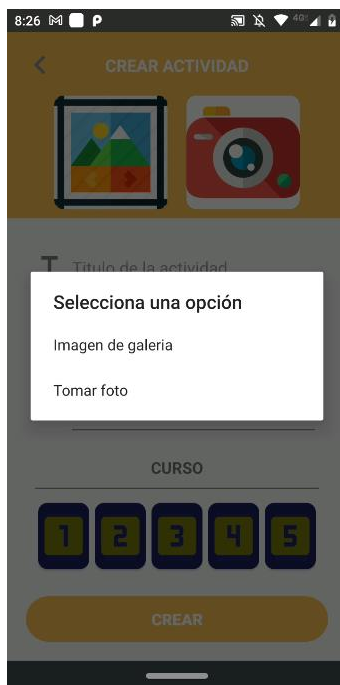 8:26
4G
CREAR ACTIVIDAD
Titulo de la actividad
Selecciona una opción
Imagen de galeria
Tomar foto
CURSO
1 2 3 4 5
CREAR